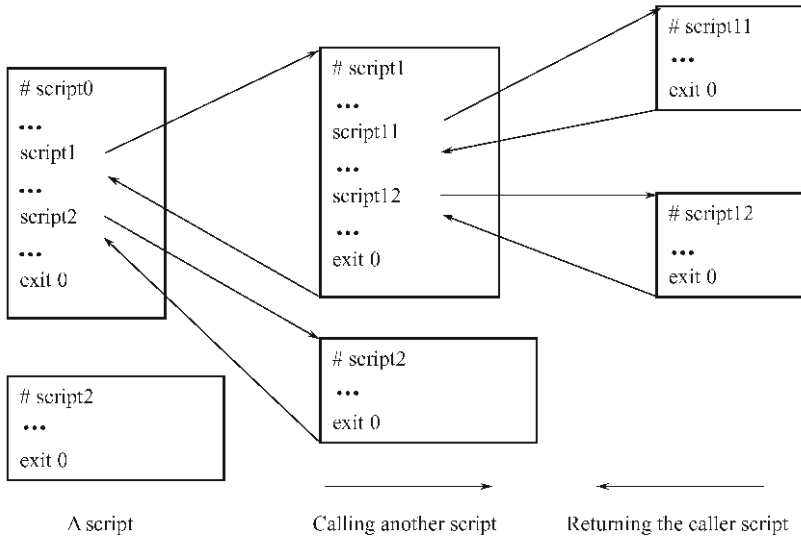 # script0
...
script1
...
script2
...
exit 0
# script1
...
script11
...
script12
...
exit 0
# script11
...
exit 0
# script12
...
exit 0
# script2
...
exit 0
# script2
...
exit 0
A script
Calling another script
Returning the caller script